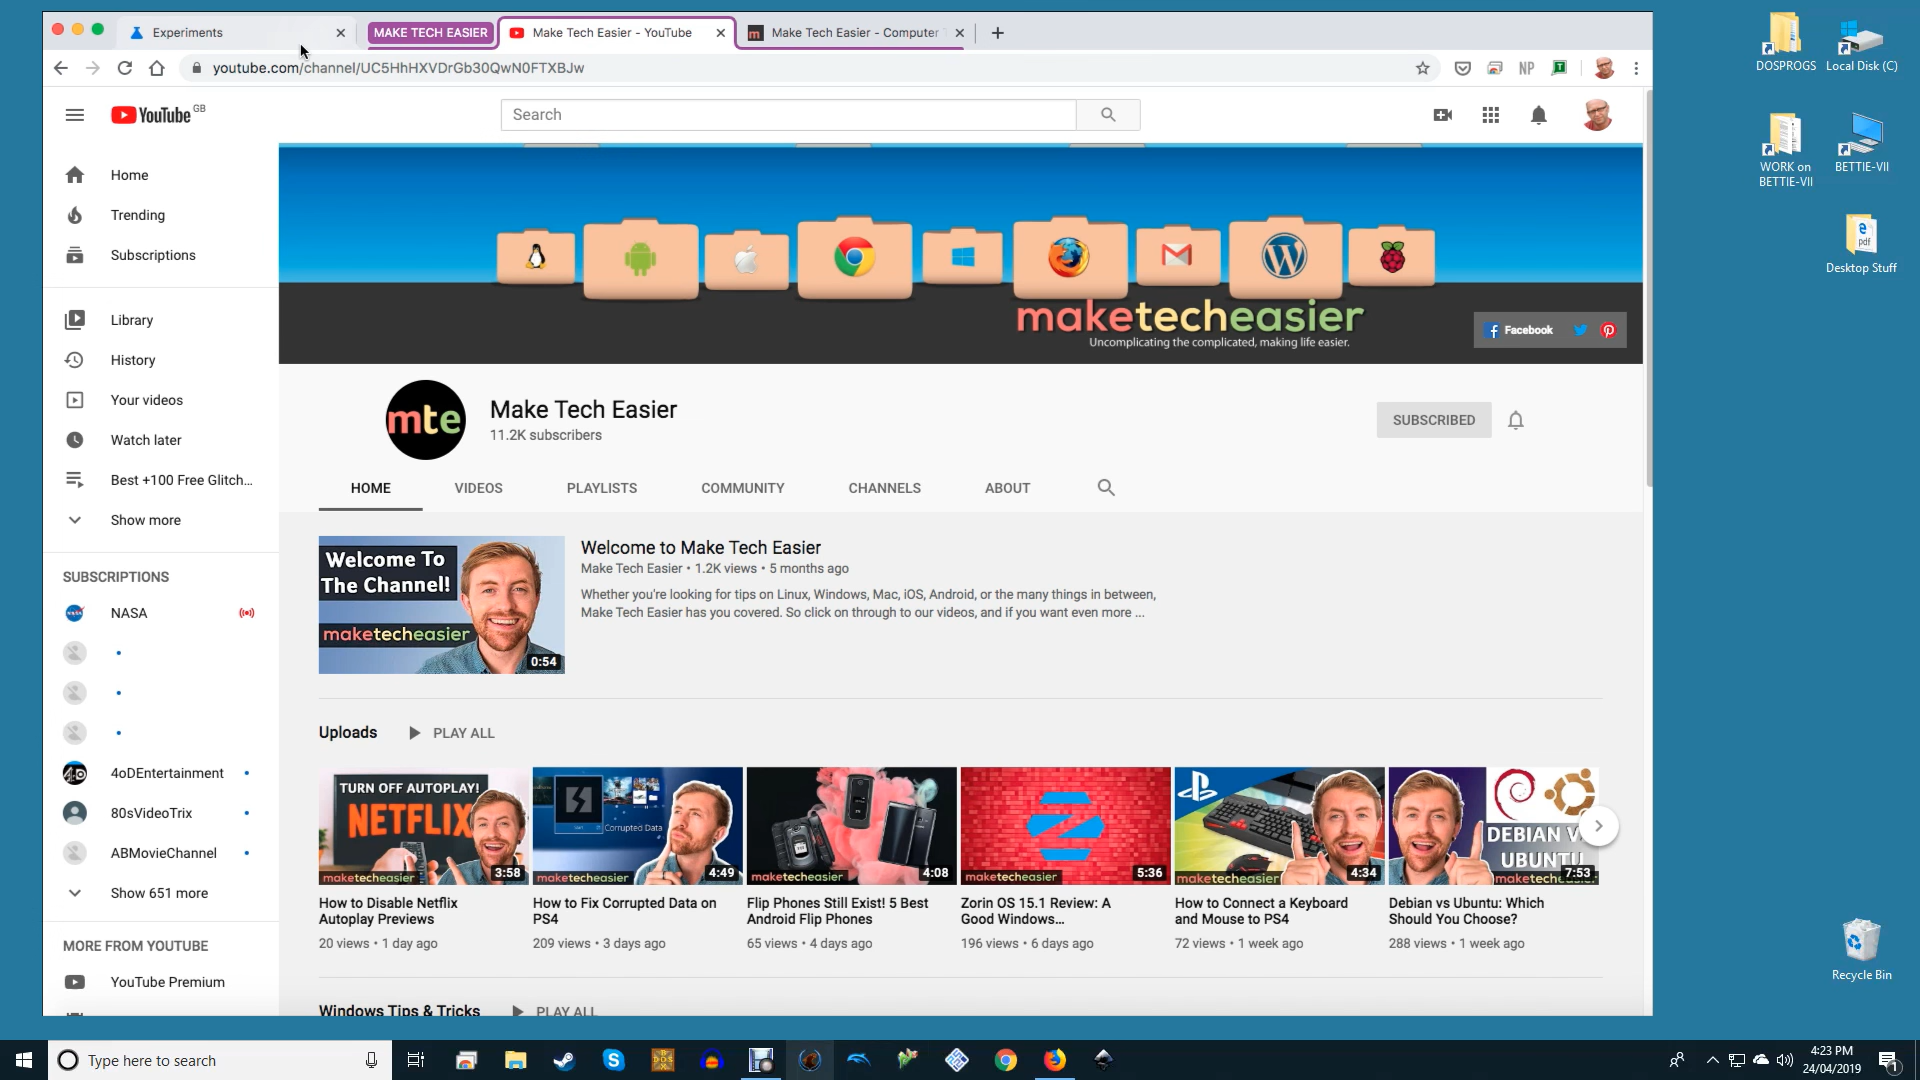 Experiments
MAKE TECH EASIER
Make Tech Easier - YouTube
Make Tech Easier - Computer
youtube.com/channel/UC5HhHXVDrGb30QwN0FTXBJw
NP
YouTube GB
Search
Home
Trending
Subscriptions
Library
History
Your videos
Watch later
Best +100 Free Glitch...
Show more
SUBSCRIPTIONS
NASA
4oDEntertainment
80sVideoTrix
ABMovieChannel
Show 651 more
MORE FROM YOUTUBE
YouTube Premium
maketecheasier
Uncomplicating the complicated, making life easier.
Facebook
mte
Make Tech Easier
11.2K subscribers
SUBSCRIBED
HOME
VIDEOS
PLAYLISTS
COMMUNITY
CHANNELS
ABOUT
Welcome To
The Channel!
maketecheasier
0:54
Welcome to Make Tech Easier
Make Tech Easier • 1.2K views • 5 months ago
Whether you're looking for tips on Linux, Windows, Mac, iOS, Android, or the many things in between,
Make Tech Easier has you covered. So click on through to our videos, and if you want even more ...
Uploads
PLAY ALL
TURN OFF AUTOPLAY!
NETFLIX
maketecheasier
3:58
How to Disable Netflix
Autoplay Previews
20 views • 1 day ago
Corrupted Data
maketecheasier
4:49
How to Fix Corrupted Data on
PS4
209 views • 3 days ago
maketecheasier
4:08
Flip Phones Still Exist! 5 Best
Android Flip Phones
65 views • 4 days ago
maketecheasier
5:36
Zorin OS 15.1 Review: A
Good Windows...
196 views • 6 days ago
maketecheasier
4:34
How to Connect a Keyboard
and Mouse to PS4
72 views • 1 week ago
DEBIAN V
UBUNTU
7:53
Debian vs Ubuntu: Which
Should You Choose?
288 views • 1 week ago
Windows Tips & Tricks
PLAY ALL
DOSPROGS
Local Disk (C)
WORK on
BETTIE-VII
BETTIE-VII
Desktop Stuff
Recycle Bin
Type here to search
4:23 PM
24/04/2019
1